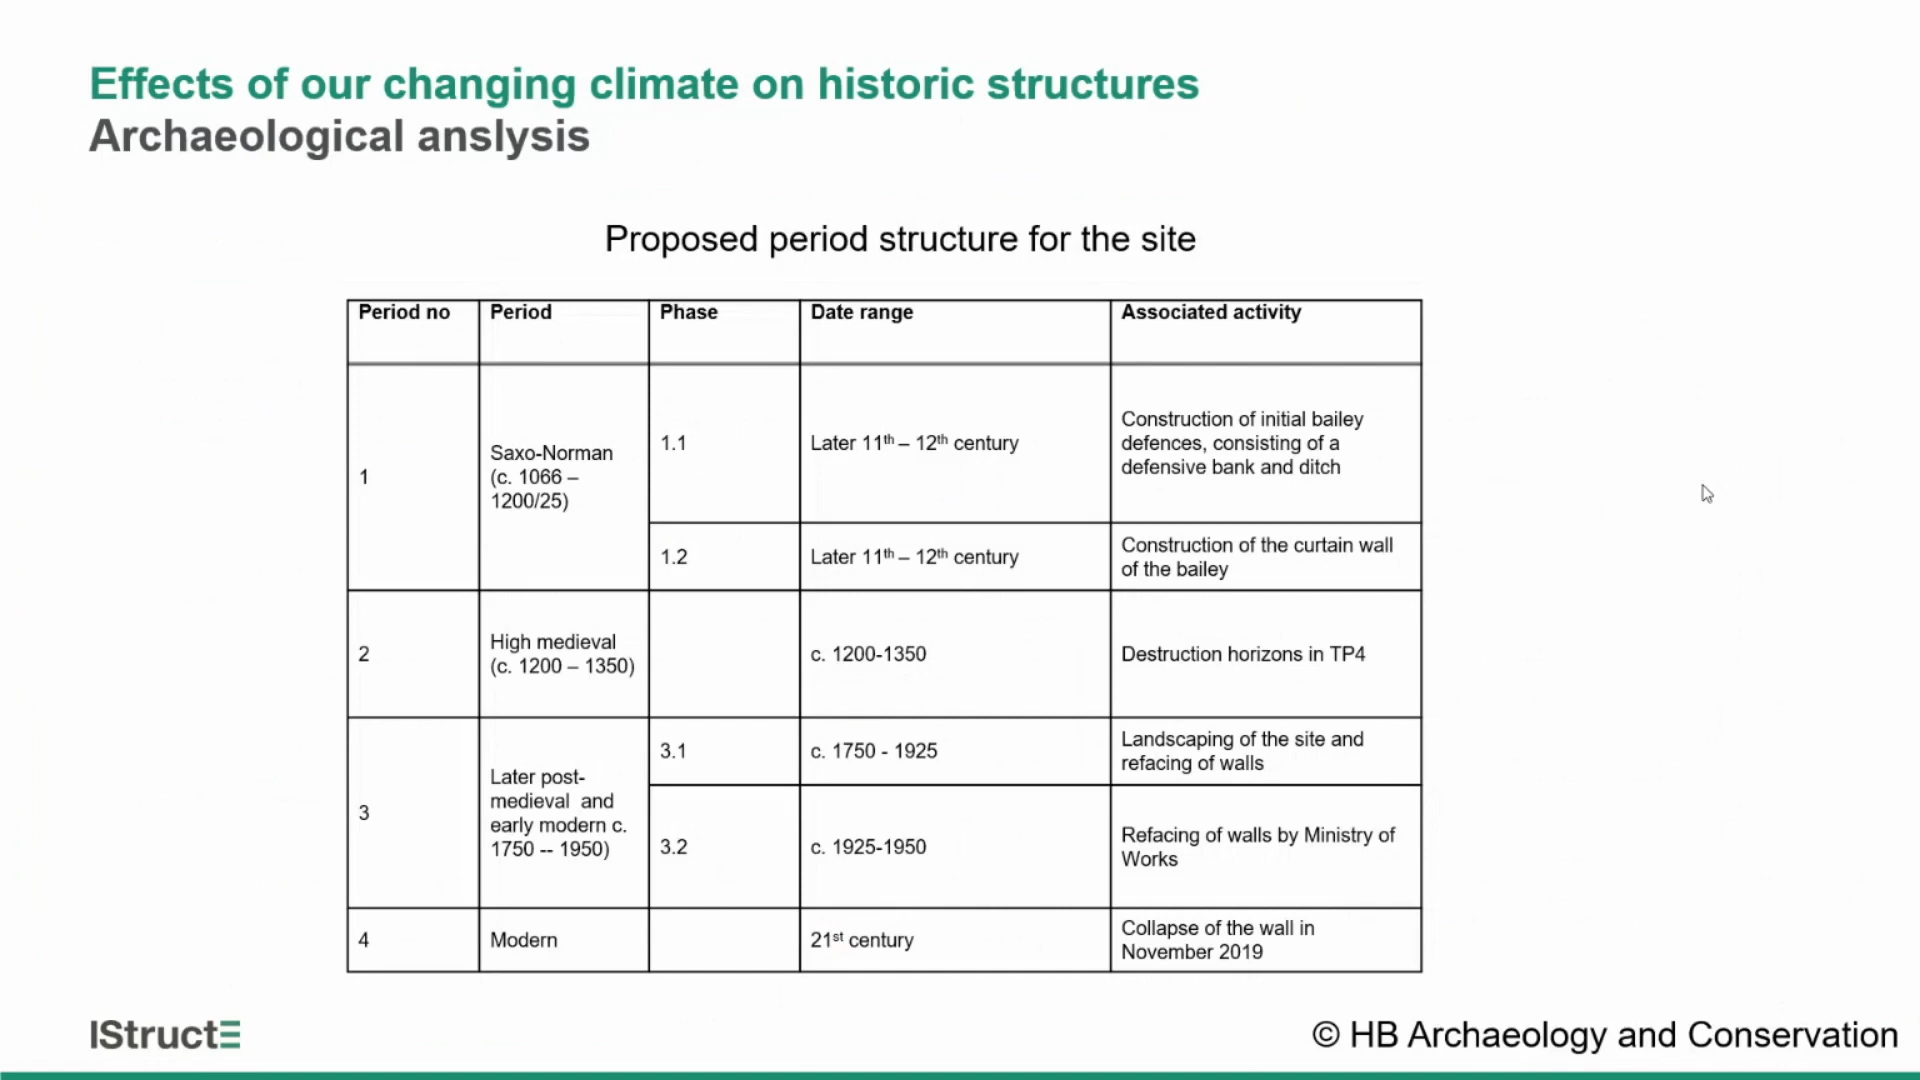 Effects of our changing climate on historic structures
Archaeological anslysis
Proposed period structure for the site
Period no
Period
Phase
Date range
Associated activity
1
Saxo-Norman
(c. 1066 –
1200/25)
1.1
Later 11th – 12th century
Construction of initial bailey
defences, consisting of a
defensive bank and ditch
1.2
Later 11th – 12th century
Construction of the curtain wall
of the bailey
2
High medieval
(c. 1200 – 1350)
c. 1200-1350
Destruction horizons in TP4
3
Later post-
medieval and
early modern c.
1750 -- 1950)
3.1
c. 1750 - 1925
Landscaping of the site and
refacing of walls
3.2
c. 1925-1950
Refacing of walls by Ministry of
Works
4
Modern
21st century
Collapse of the wall in
November 2019
IStructE
© HB Archaeology and Conservation